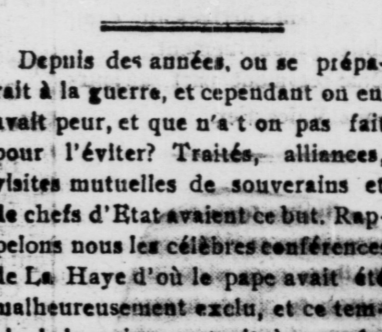 Depuis des années, ou se prépa-
rait à la guerre, et cependant on en
avait peur, et que n'a-t on pas fait
pour l'éviter? Traités, alliances,
visites mutuelles de souverains et
de chefs d'Etat avaient ce but. Rap-
pelons nous les célèbres conférences
de La Haye d'où le pape avait été
malheureusement exclu, et ce tem-